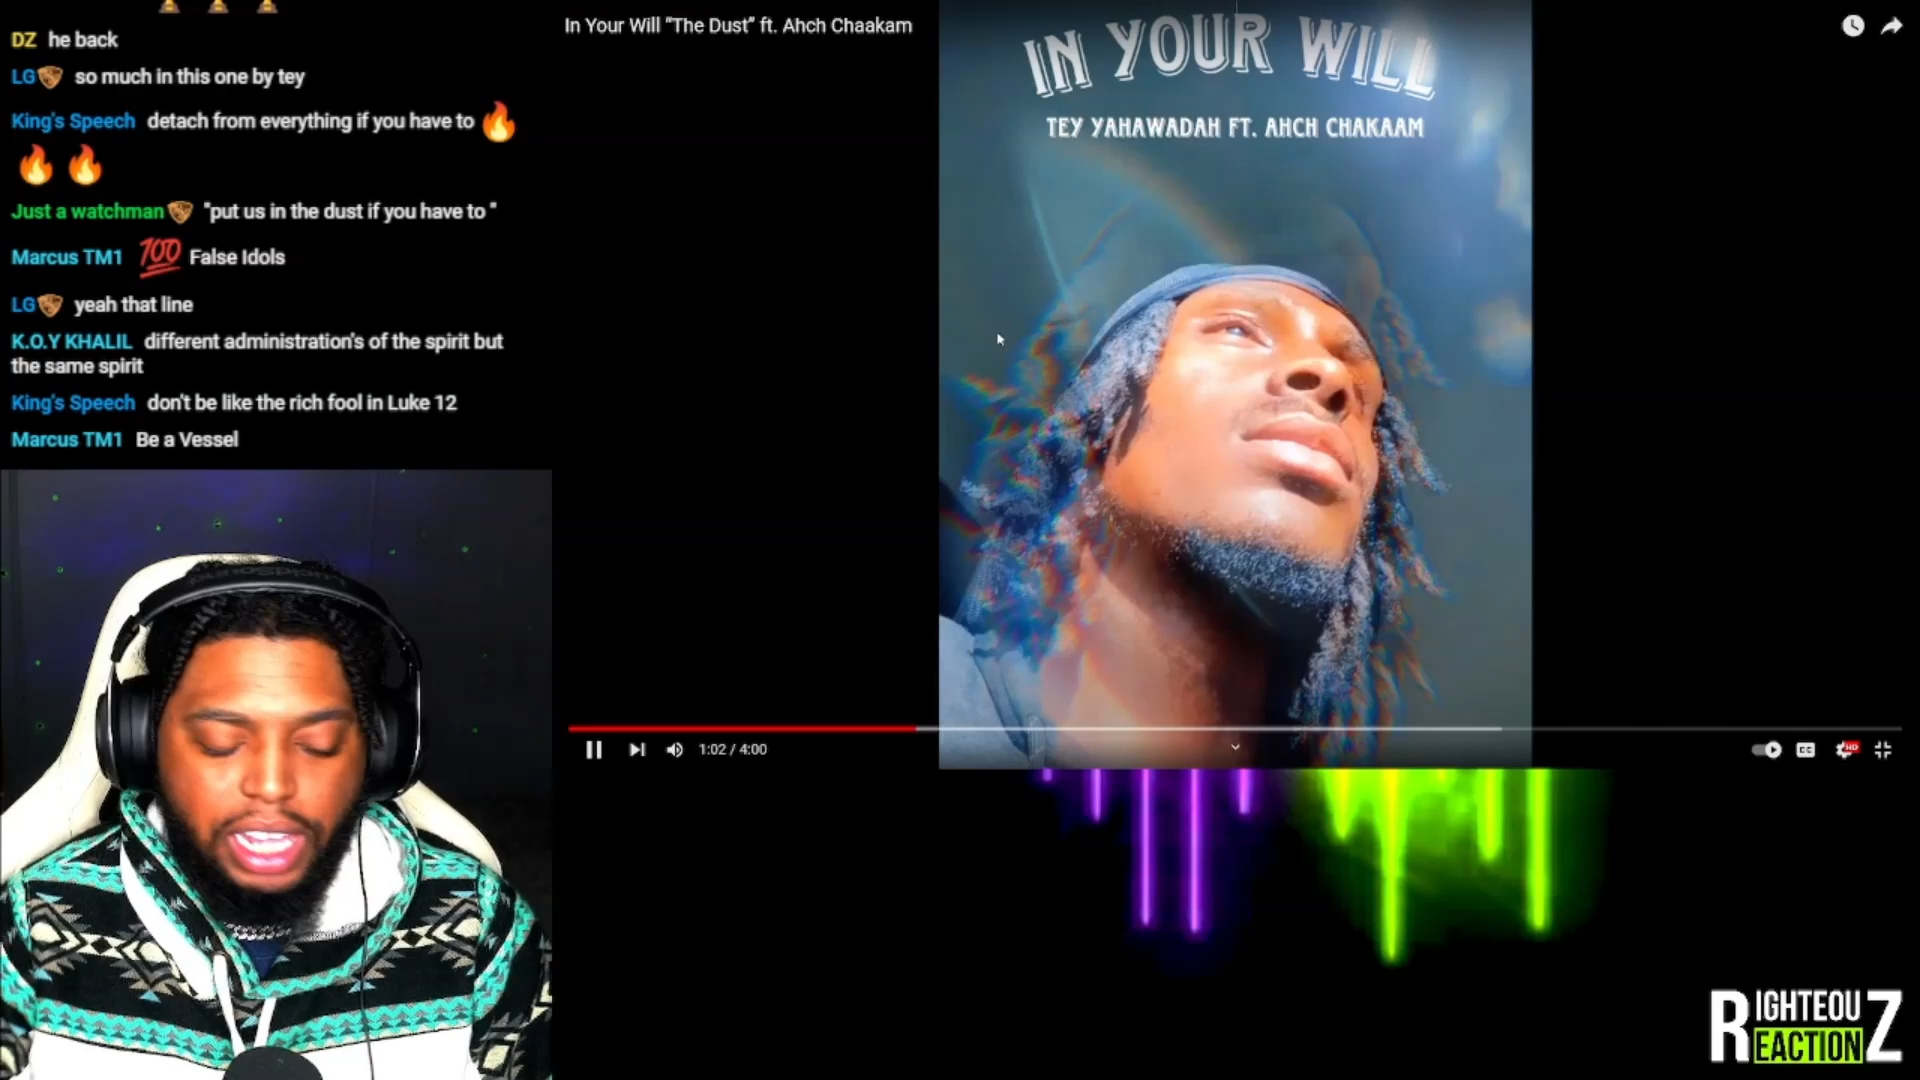 DZ he back
LG so much in this one by tey
King's Speech detach from everything if you have to
Just a watchman "put us in the dust if you have to "
Marcus TM1 100 False Idols
LG yeah that line
K.O.Y KHALIL different administration's of the spirit but
the same spirit
King's Speech don't be like the rich fool in Luke 12
Marcus TM1 Be a Vessel
In Your Will "The Dust" ft. Ahch Chaakam
IN YOUR WILL
TEY YAHAWADAH FT. AHCH CHAKAAM
1:02 / 4:00
CC
HD
RIGHTEOUZ
REACTIONZ